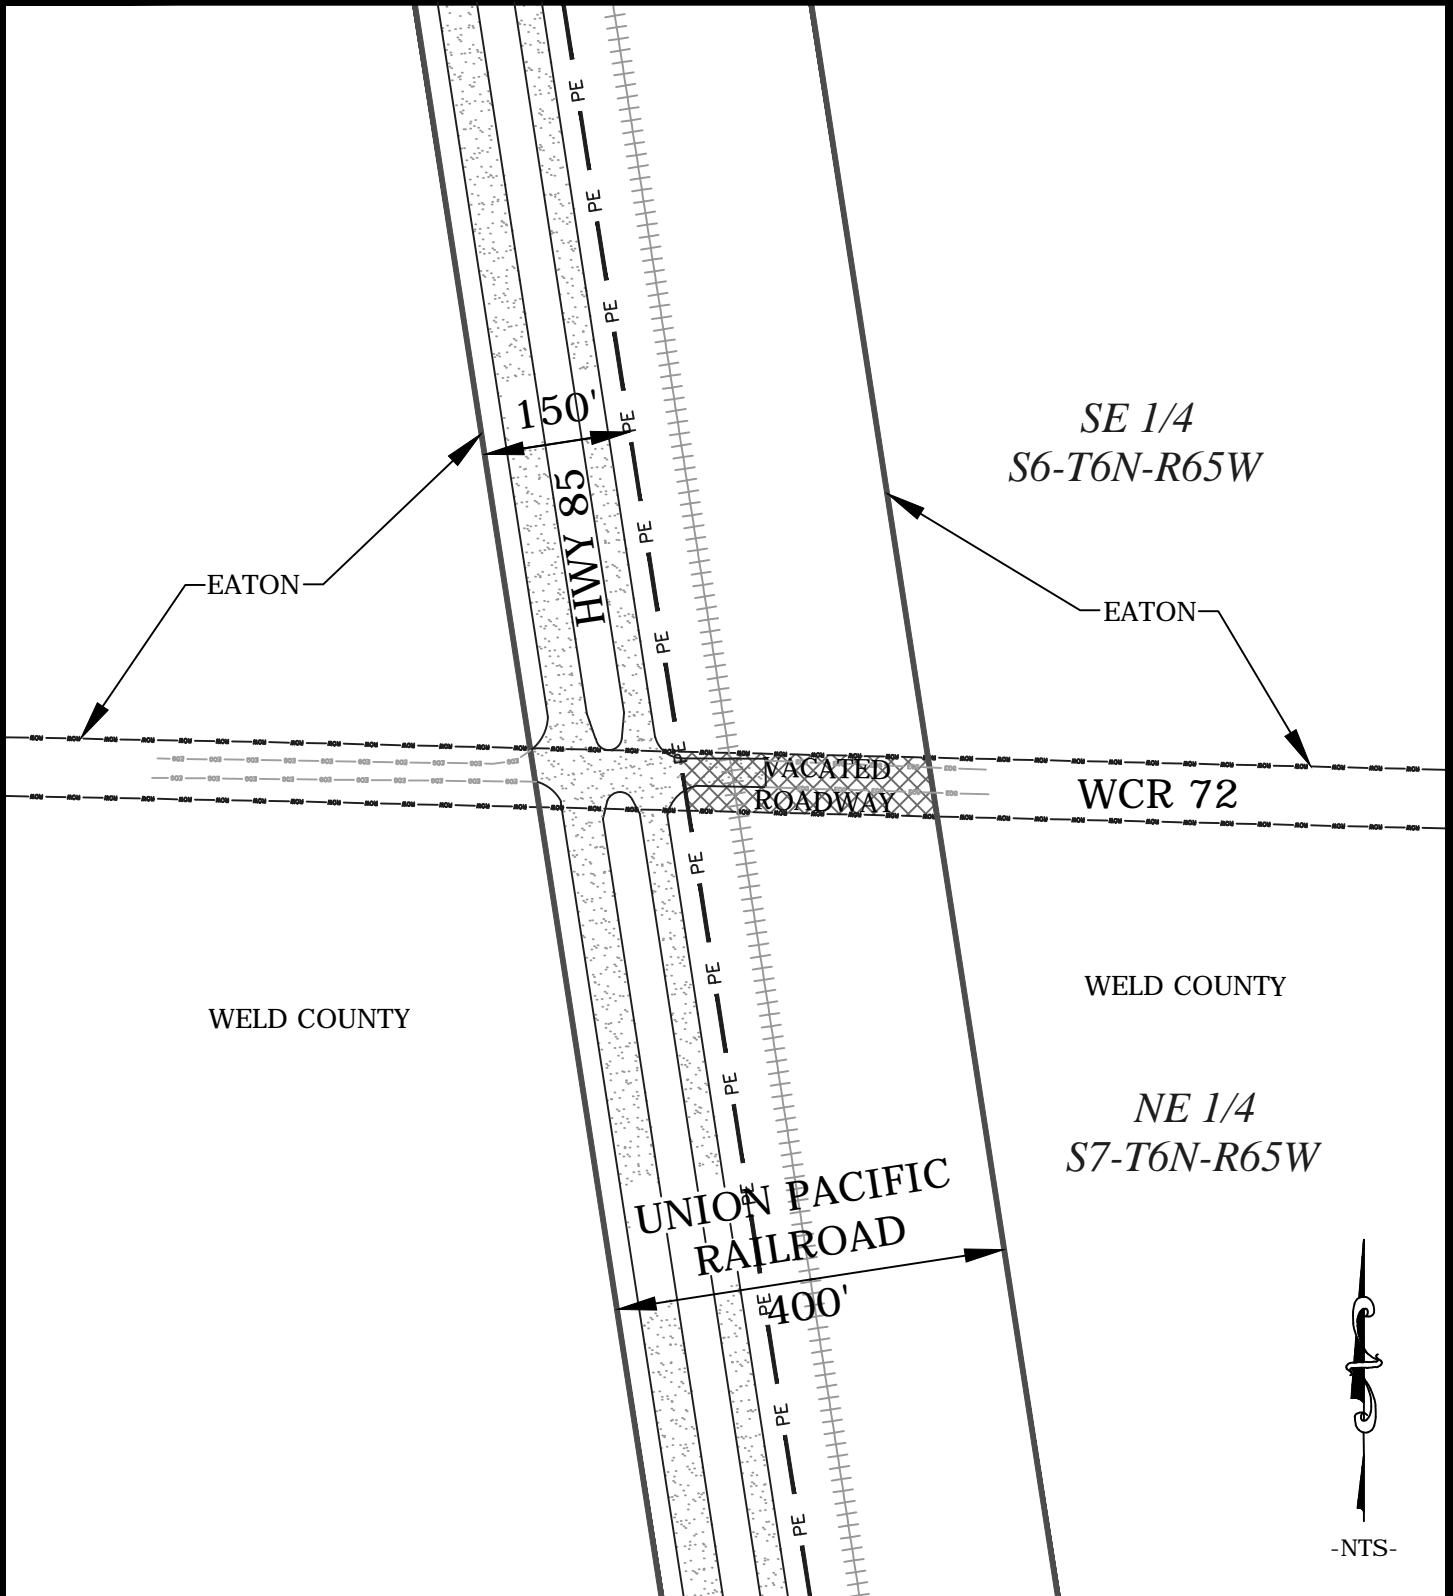 PE
PE
PE
150'
PE
SE 1/4
S6-T6N-R65W
HWY 85
PE
EATON
EATON
PE
PE
VACATED
ROADWAY
WCR 72
PE
PE
WELD COUNTY
WELD COUNTY
PE
NE 1/4
S7-T6N-R65W
PE
UNION PACIFIC
RAILROAD
PE
400'
PE
PE
-NTS-